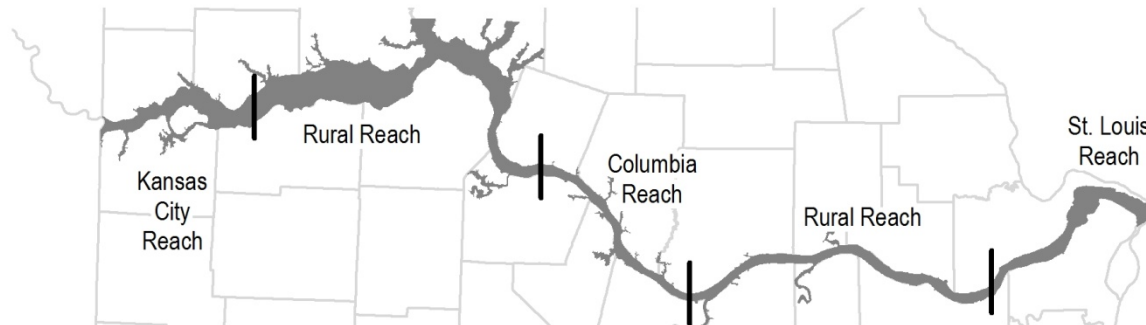 Kansas
City
Reach
Rural Reach
Columbia
Reach
Rural Reach
St. Louis
Reach